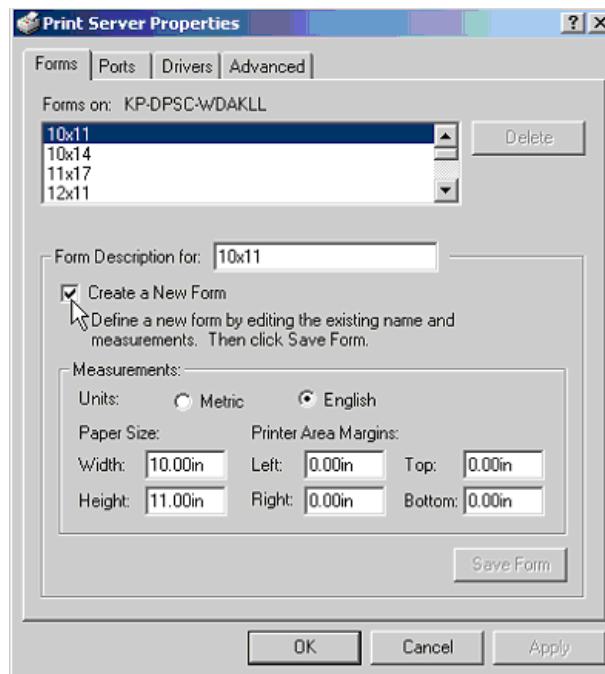 Print Server Properties
Forms Ports Drivers Advanced
Forms on: KP-DPSC-WDAKLL
10x11
10x14
11x17
12x11
Delete
Form Description for: 10x11
Create a New Form
Define a new form by editing the existing name and
measurements. Then click Save Form.
Measurements:
Units: Metric English
Paper Size: Printer Area Margins:
Width: 10.00in Left: 0.00in Top: 0.00in
Height: 11.00in Right: 0.00in Bottom: 0.00in
Save Form
OK Cancel Apply